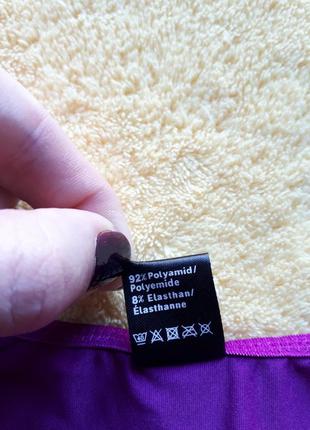 92% Polyamid/
Polyemide
8% Elasthan/
Élasthanne